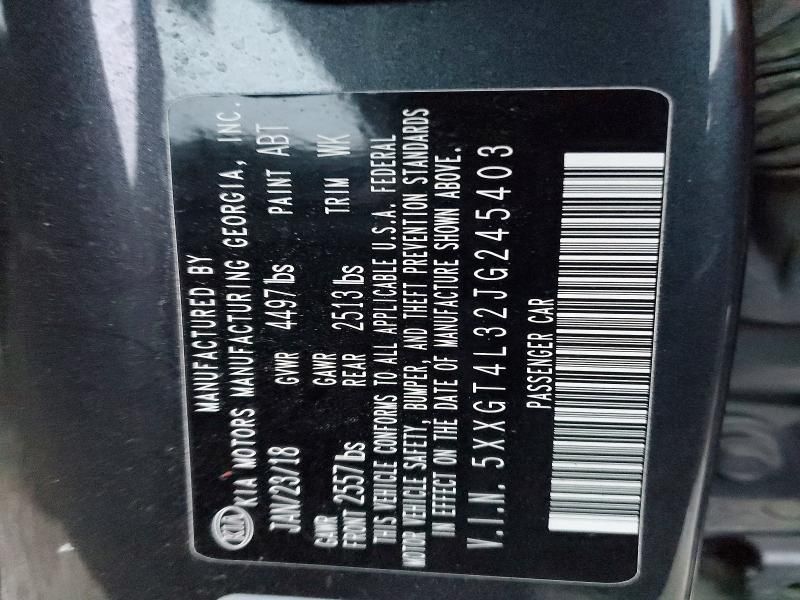 MANUFACTURED BY
KIA KIA MOTORS MANUFACTURING GEORGIA, INC.
JAN/23/18 GVWR 4497lbs PAINT ABT
GAWR GAWR TRIM WK
FRONT 2557lbs REAR 2513lbs
THIS VEHICLE CONFORMS TO ALL APPLICABLE U.S.A. FEDERAL
MOTOR VEHICLE SAFETY, BUMPER, AND THEFT PREVENTION STANDARDS
IN EFFECT ON THE DATE OF MANUFACTURE SHOWN ABOVE.
V.I.N. 5XXGT4L32JG245403
PASSENGER CAR